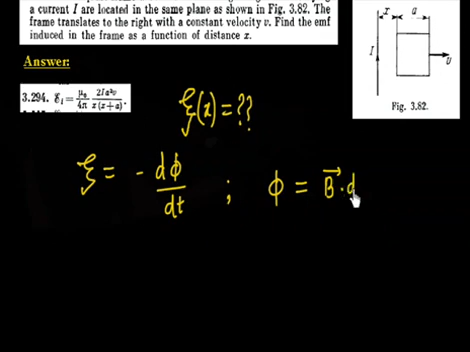 a current I are located in the same plane as shown in Fig. 3.82. The
frame translates to the right with a constant velocity v. Find the emf
induced in the frame as a function of distance x.
Answer:
3.294. ℰi = μ0/4π 2Ia²v/x(x+a).
x a
I
v
Fig. 3.82.
ξ(x) = ??
ξ = - dϕ/dt ; ϕ = B⃗ · d